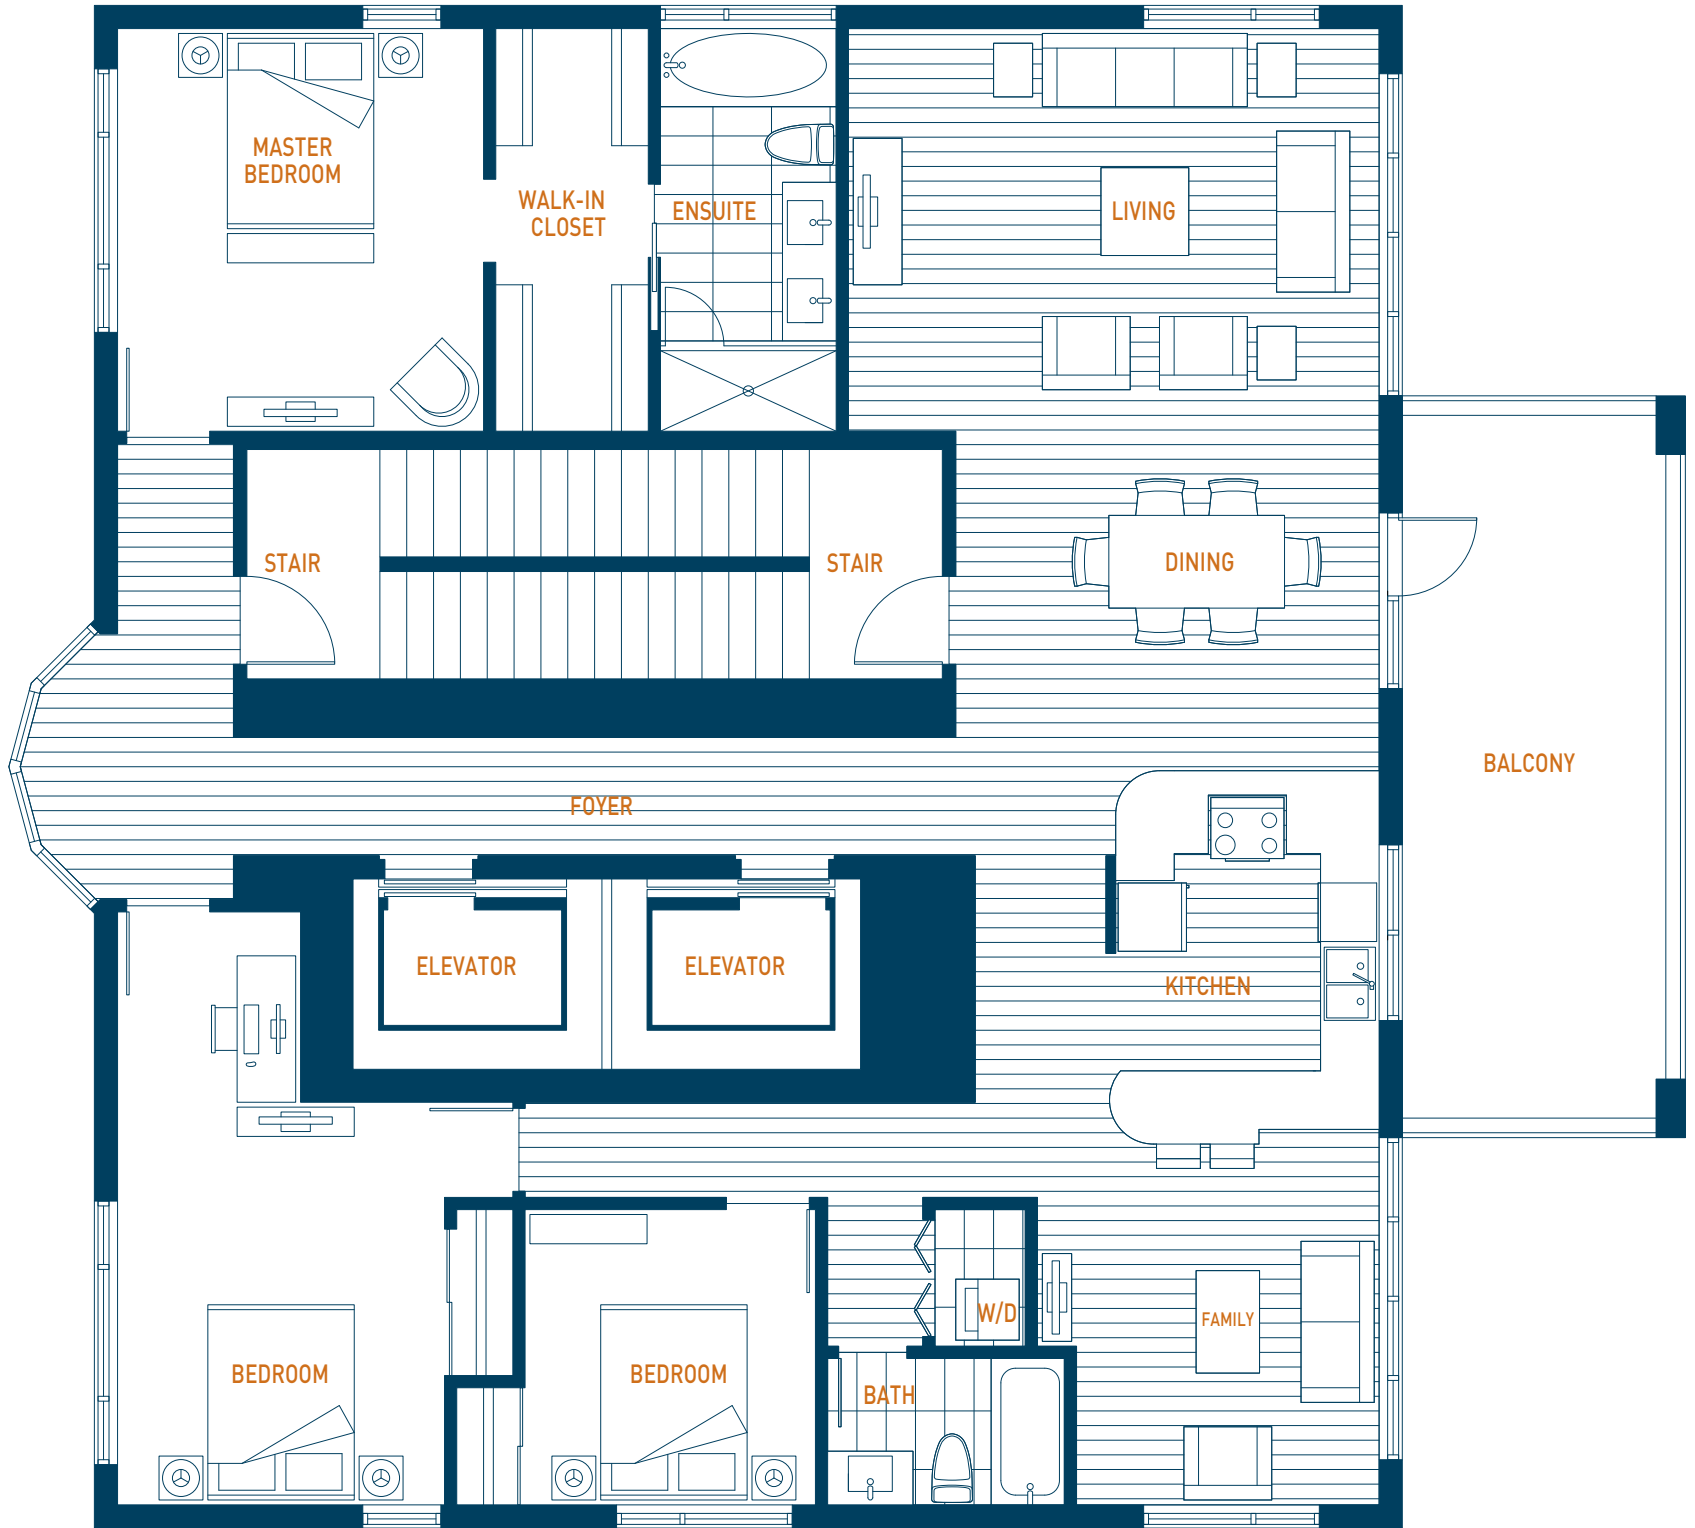 MASTER
BEDROOM
WALK-IN
CLOSET
ENSUITE
LIVING
STAIR
STAIR
DINING
BALCONY
FOYER
ELEVATOR
ELEVATOR
KITCHEN
W/D
FAMILY
BEDROOM
BEDROOM
BATH